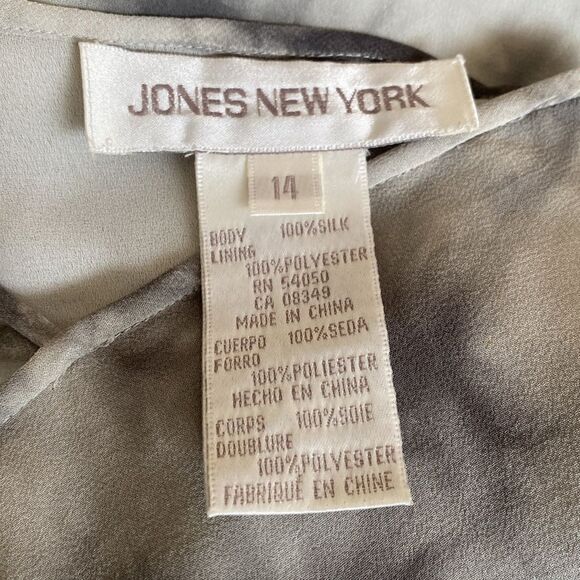 JONES NEW YORK
14
BODY 100%SILK
LINING
100%POLYESTER
RN 54050
CA 08349
MADE IN CHINA
CUERPO 100%SEDA
FORRO
100%POLIESTER
HECHO EN CHINA
CORPS 100%SOIE
DOUBLURE
100%POLYESTER
FABRIQUÉ EN CHINE